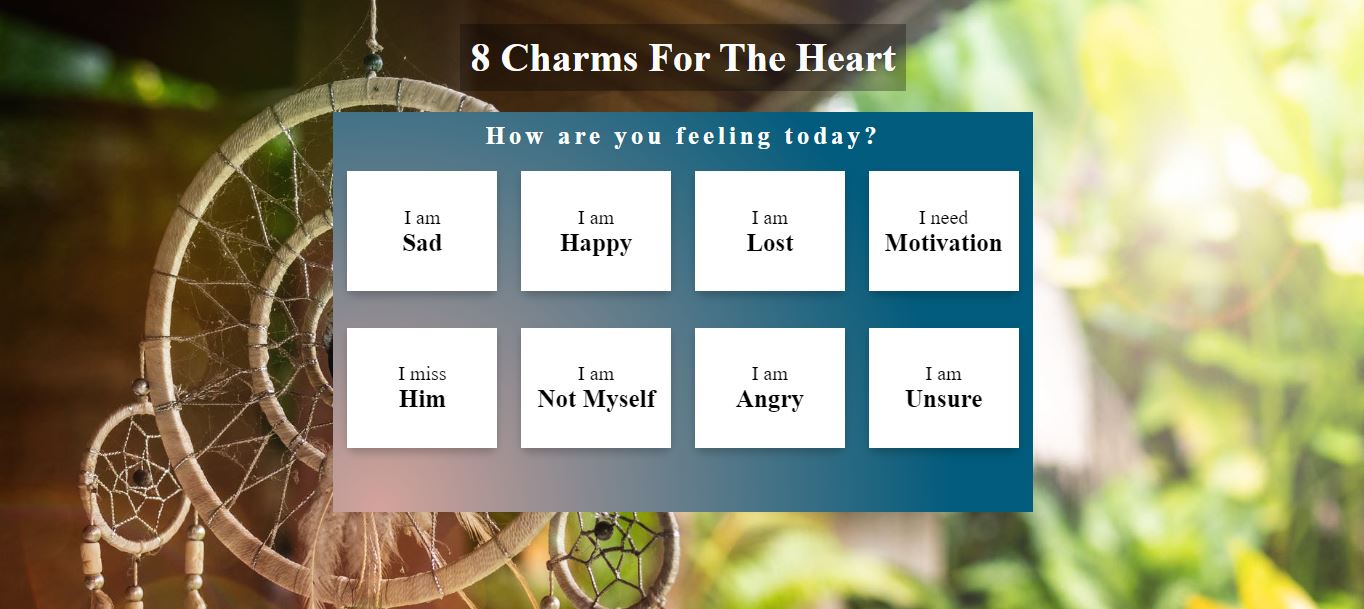 8 Charms For The Heart
How are you feeling today?
I am
Sad
I am
Happy
I am
Lost
I need
Motivation
I miss
Him
I am
Not Myself
I am
Angry
I am
Unsure